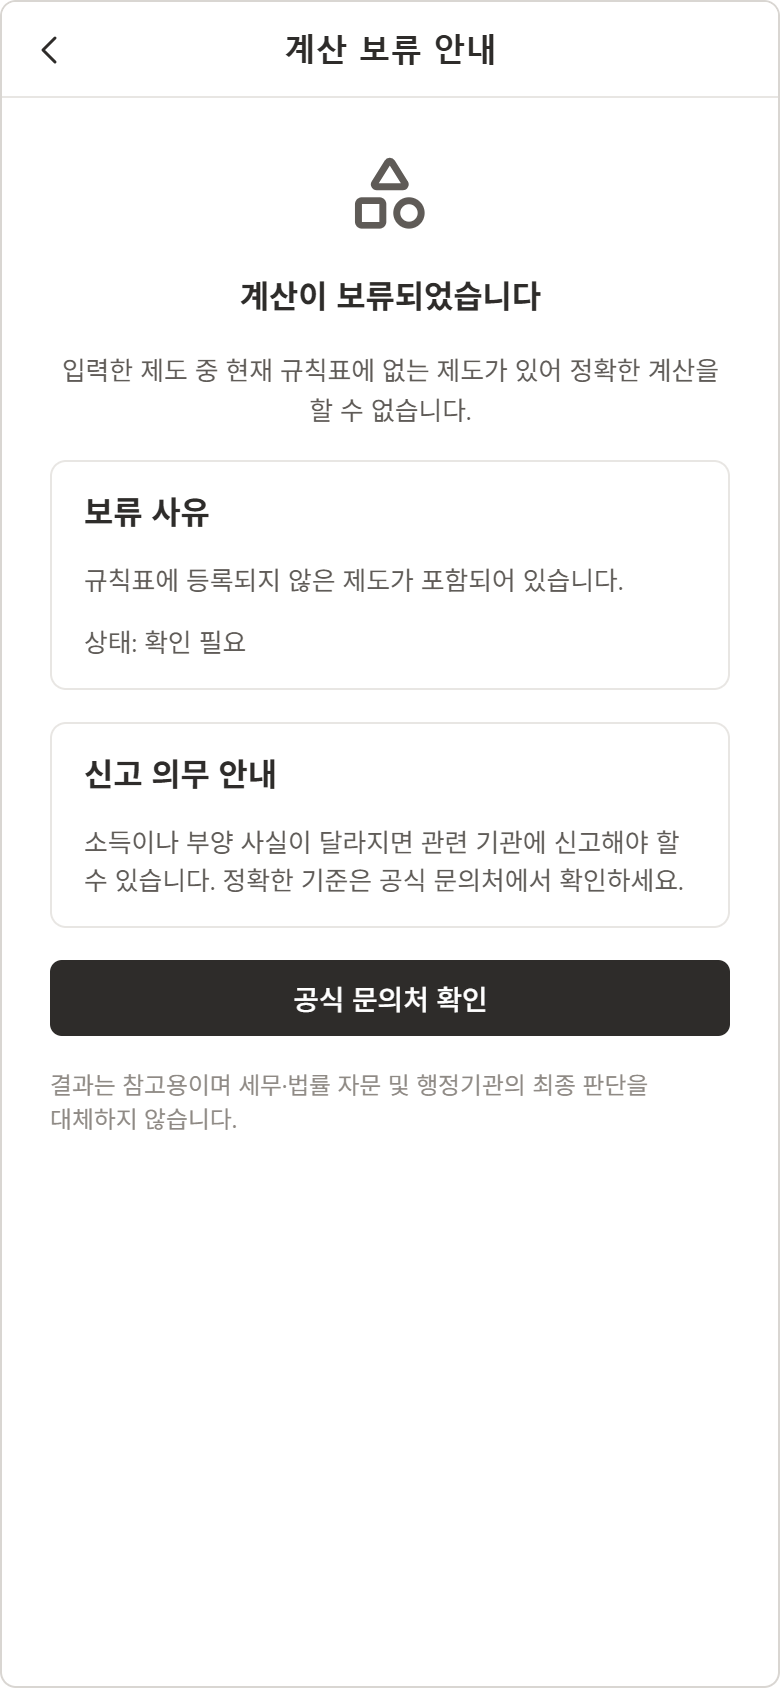 계산 보류 안내
계산이 보류되었습니다
입력한 제도 중 현재 규칙표에 없는 제도가 있어 정확한 계산을
할 수 없습니다.
보류 사유
규칙표에 등록되지 않은 제도가 포함되어 있습니다.
상태: 확인 필요
신고 의무 안내
소득이나 부양 사실이 달라지면 관련 기관에 신고해야 할
수 있습니다. 정확한 기준은 공식 문의처에서 확인하세요.
공식 문의처 확인
결과는 참고용이며 세무·법률 자문 및 행정기관의 최종 판단을
대체하지 않습니다.